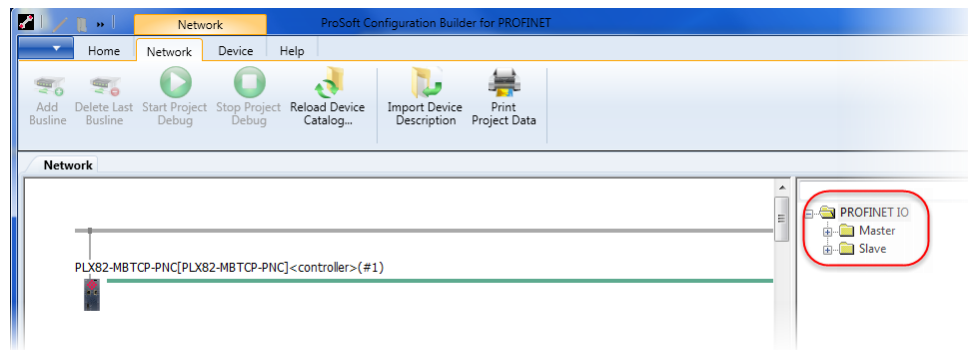 Network ProSoft Configuration Builder for PROFINET
Home Network Device Help
Add Busline
Delete Last Busline
Start Project Debug
Stop Project Debug
Reload Device Catalog...
Import Device Description
Print Project Data
Network
PROFINET IO
Master
Slave
PLX82-MBTCP-PNC[PLX82-MBTCP-PNC]<controller>(#1)